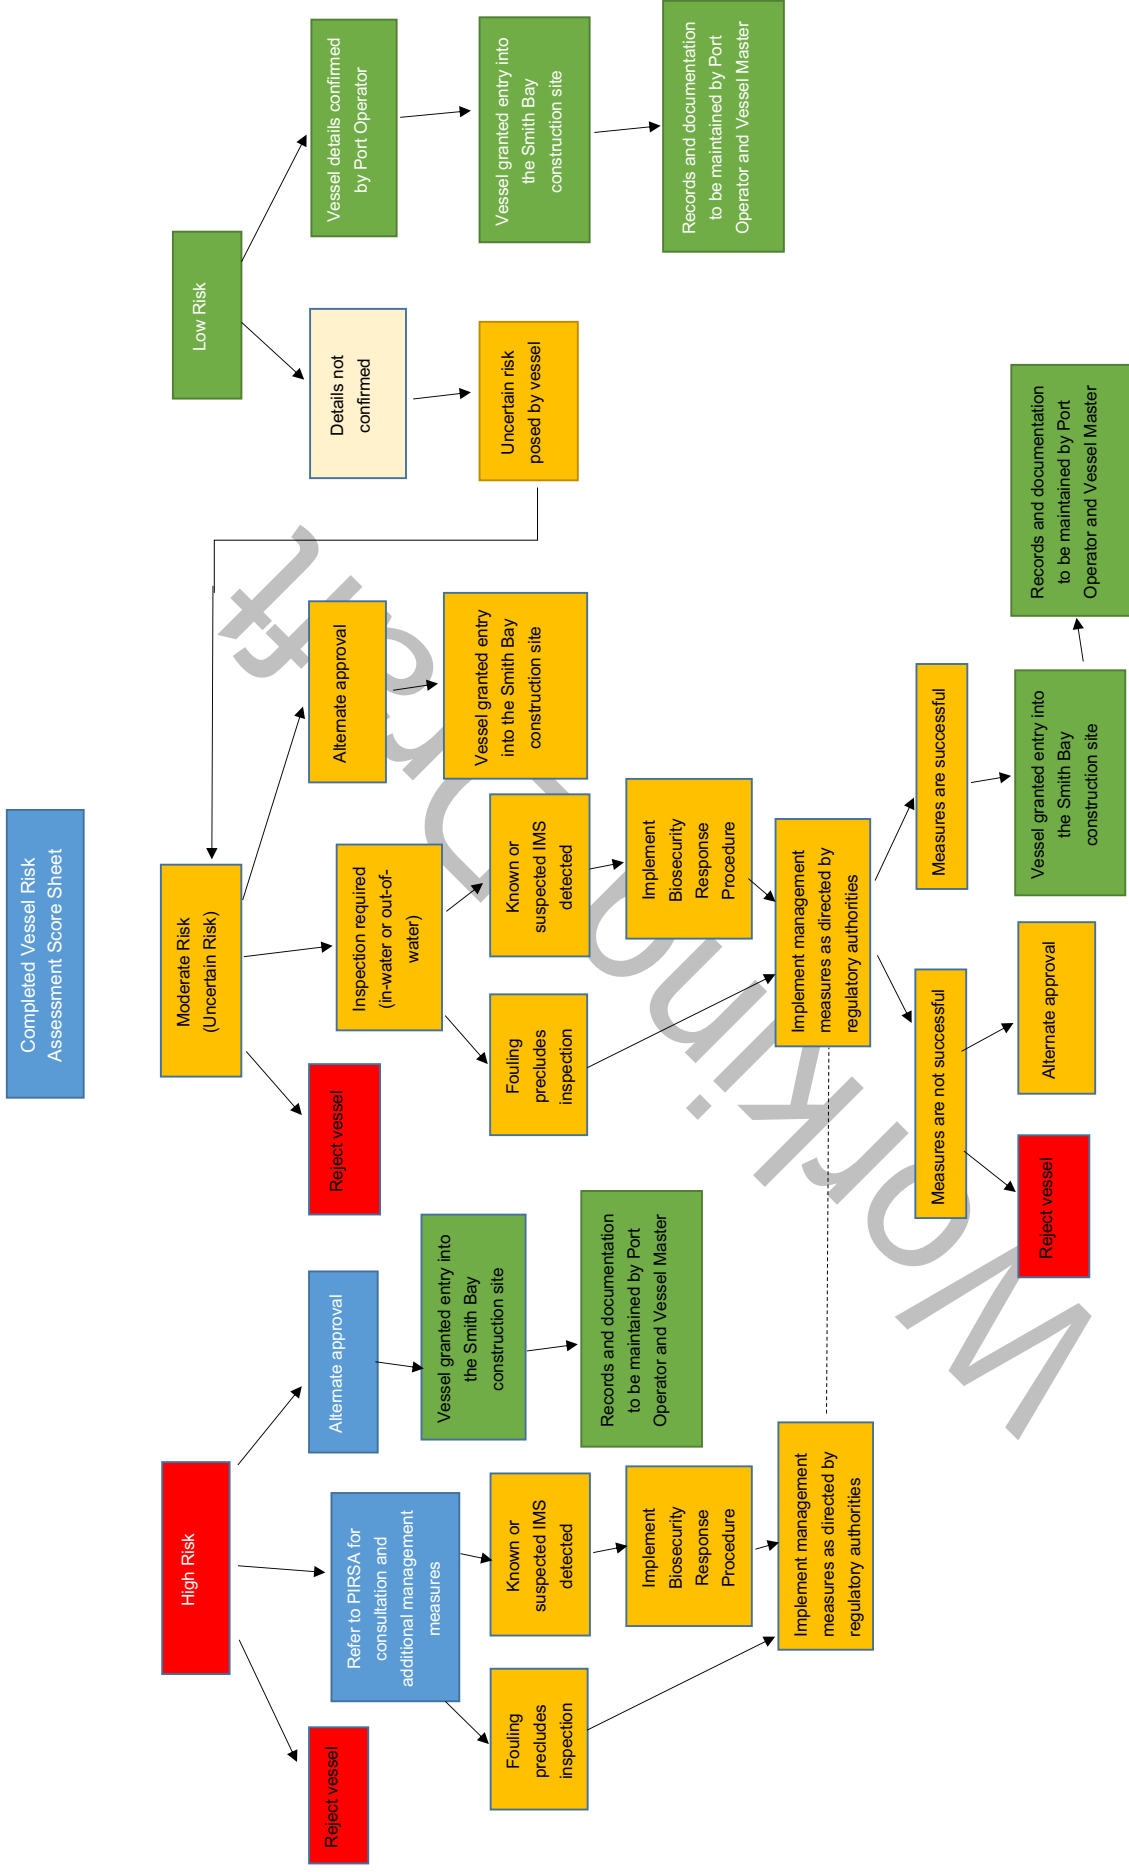 Completed Vessel Risk
Assessment Score Sheet
High Risk
Moderate Risk
(Uncertain Risk)
Low Risk
Reject vessel
Refer to PIRSA for
consultation and
additional management
measures
Alternate approval
Reject vessel
Inspection required
(in-water or out-of-
water)
Alternate approval
Details not
confirmed
Vessel details confirmed
by Port Operator
Vessel granted entry into
the Smith Bay
construction site
Vessel granted entry
into the Smith Bay
construction site
Uncertain risk
posed by vessel
Vessel granted entry into
the Smith Bay
construction site
Fouling
precludes
inspection
Known or
suspected IMS
detected
Fouling
precludes
inspection
Known or
suspected IMS
detected
Records and documentation
to be maintained by Port
Operator and Vessel Master
Records and documentation
to be maintained by Port
Operator and Vessel Master
Implement
Biosecurity
Response
Procedure
Implement
Biosecurity
Response
Procedure
Implement management
measures as directed by
regulatory authorities
Implement management
measures as directed by
regulatory authorities
Measures are not successful
Measures are successful
Reject vessel
Alternate approval
Vessel granted entry into
the Smith Bay
construction site
Records and documentation
to be maintained by Port
Operator and Vessel Master
Working Draft